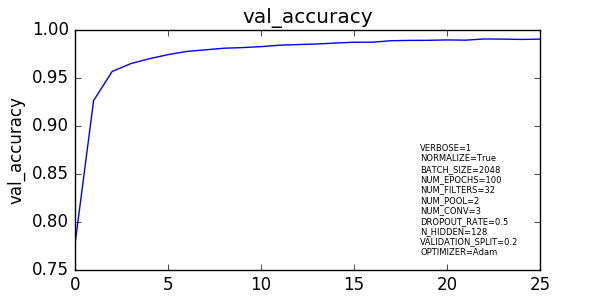 val_accuracy
1.00
0.95
0.90
0.85
0.80
0.75
val_accuracy
VERBOSE=1
NORMALIZE=True
BATCH_SIZE=2048
NUM_EPOCHS=100
NUM_FILTERS=32
NUM_POOL=2
NUM_CONV=3
DROPOUT_RATE=0.5
N_HIDDEN=128
VALIDATION_SPLIT=0.2
OPTIMIZER=Adam
0 5 10 15 20 25